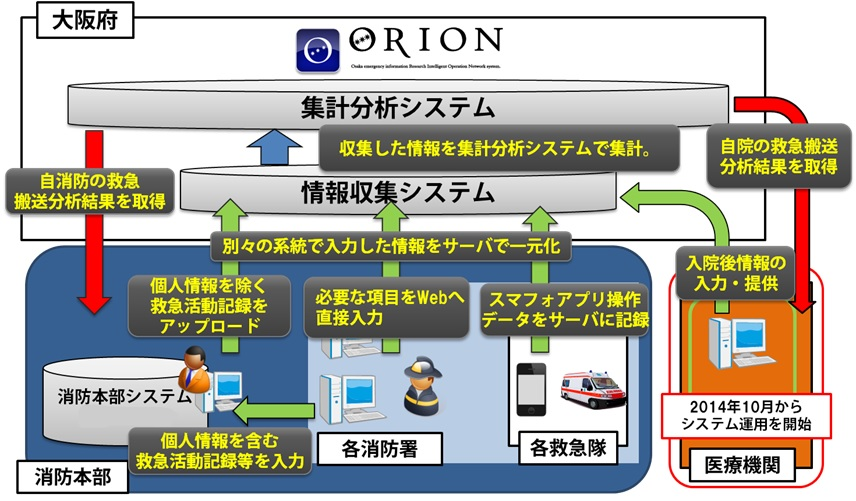 大阪府
ORION
Osaka emergency information Research Intelligent Operation Network system.
集計分析システム
収集した情報を集計分析システムで集計。
自院の救急搬送
分析結果を取得
自消防の救急
搬送分析結果を取得
情報収集システム
別々の系統で入力した情報をサーバで一元化
個人情報を除く
救急活動記録を
アップロード
必要な項目をWebへ
直接入力
スマフォアプリ操作
データをサーバに記録
入院後情報の
入力・提供
消防本部システム
個人情報を含む
救急活動記録等を入力
消防本部
各消防署
各救急隊
2014年10月から
システム運用を開始
医療機関